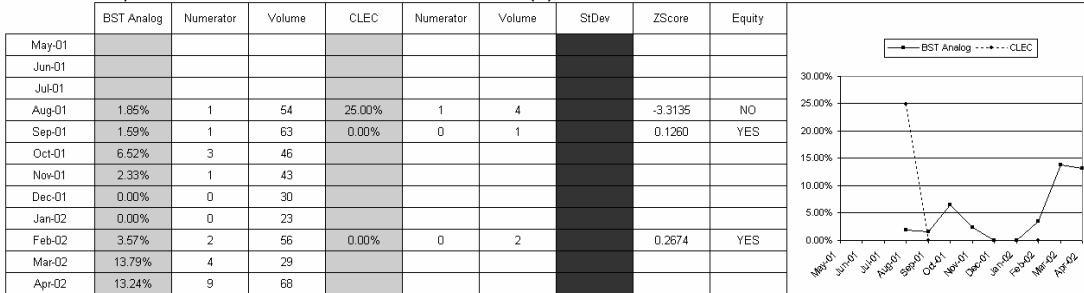 BST Analog Numerator Volume CLEC Numerator Volume StDev ZScore Equity
May-01
Jun-01
Jul-01
Aug-01 1.85% 1 54 25.00% 1 4 -3.3135 NO
Sep-01 1.59% 1 63 0.00% 0 1 0.1260 YES
Oct-01 6.52% 3 46
Nov-01 2.33% 1 43
Dec-01 0.00% 0 30
Jan-02 0.00% 0 23
Feb-02 3.57% 2 56 0.00% 0 2 0.2674 YES
Mar-02 13.79% 4 29
Apr-02 13.24% 9 68
BST Analog CLEC
30.00%
25.00%
20.00%
15.00%
10.00%
5.00%
0.00%
May-01 Jun-01 Jul-01 Aug-01 Sep-01 Oct-01 Nov-01 Dec-01 Jan-02 Feb-02 Mar-02 Apr-02